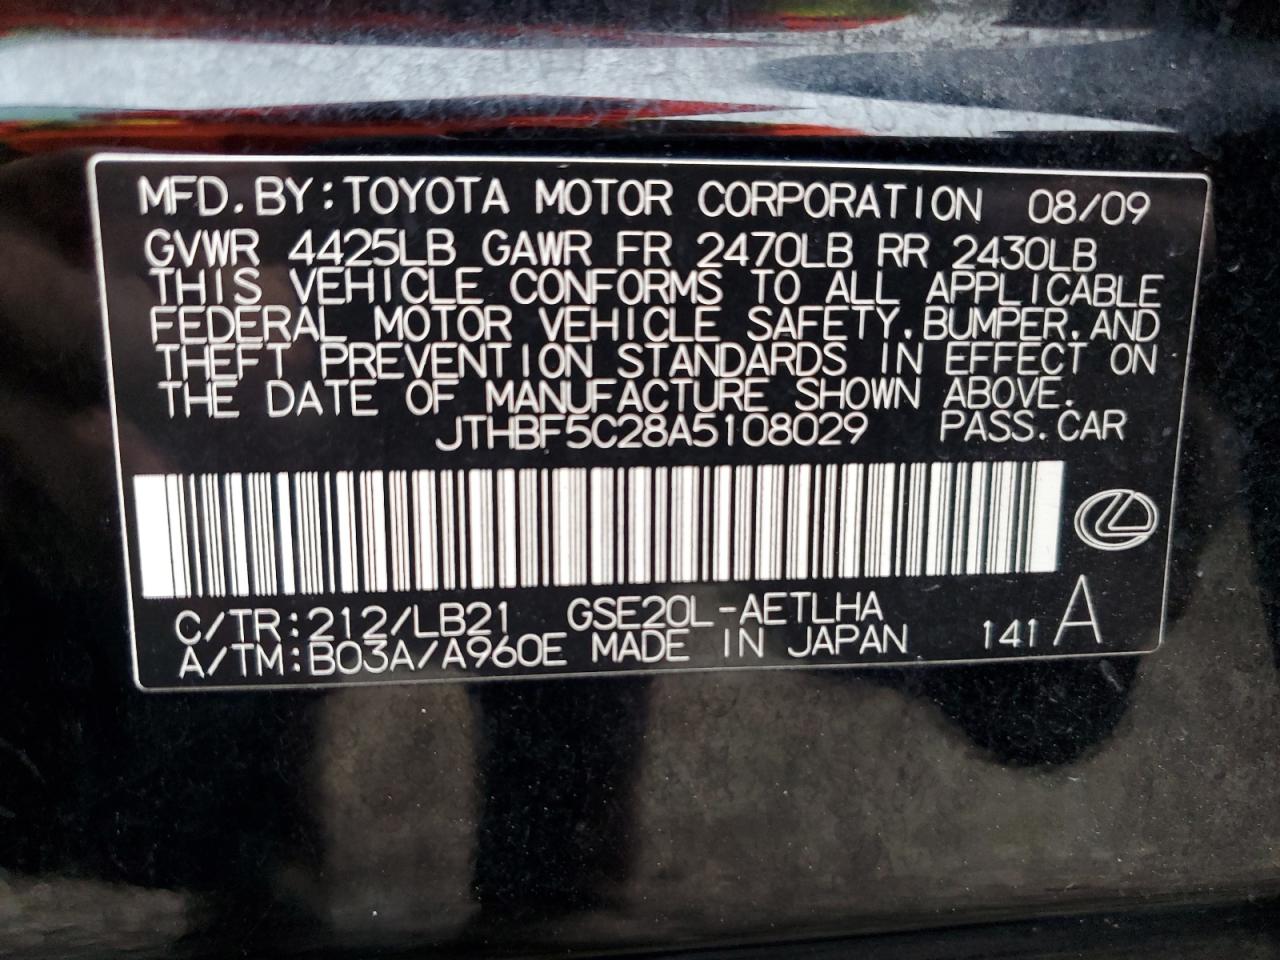 MFD. BY: TOYOTA MOTOR CORPORATION 08/09
GVWR 4425LB GAWR FR 2470LB RR 2430LB
THIS VEHICLE CONFORMS TO ALL APPLICABLE
FEDERAL MOTOR VEHICLE SAFETY, BUMPER, AND
THEFT PREVENTION STANDARDS IN EFFECT ON
THE DATE OF MANUFACTURE SHOWN ABOVE.
JTHBF5C28A5108029 PASS. CAR
C/TR: 212/LB21 GSE20L-AETLHA
A/TM: B03A/A960E MADE IN JAPAN 141 A